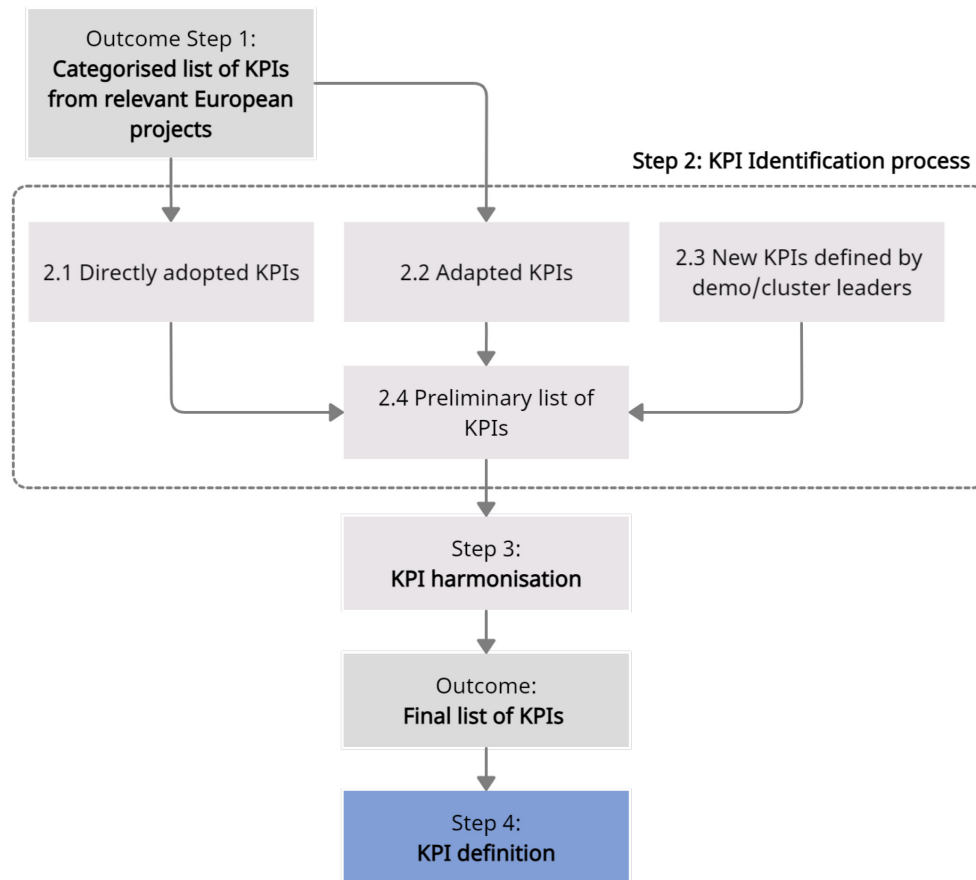 Outcome Step 1:
Categorised list of KPIs
from relevant European
projects
Step 2: KPI Identification process
2.1 Directly adopted KPIs
2.2 Adapted KPIs
2.3 New KPIs defined by
demo/cluster leaders
2.4 Preliminary list of
KPIs
Step 3:
KPI harmonisation
Outcome:
Final list of KPIs
Step 4:
KPI definition